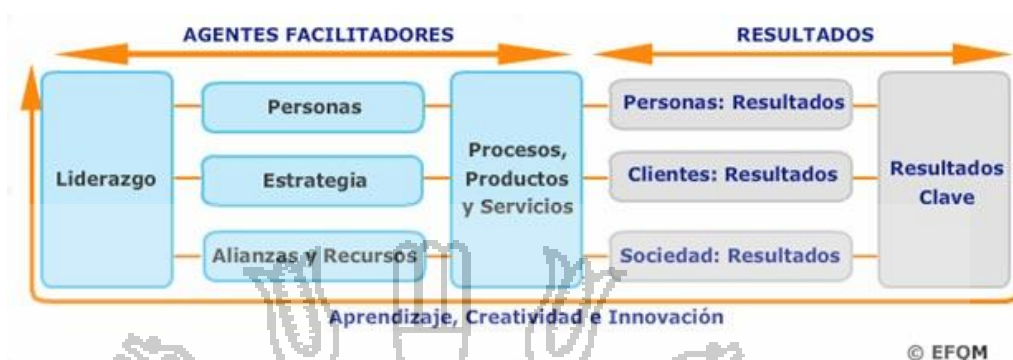 AGENTES FACILITADORES
RESULTADOS
Liderazgo
Personas
Estrategia
Alianzas y Recursos
Procesos,
Productos
y Servicios
Personas: Resultados
Clientes: Resultados
Sociedad: Resultados
Resultados
Clave
Aprendizaje, Creatividad e Innovación
© EFQM